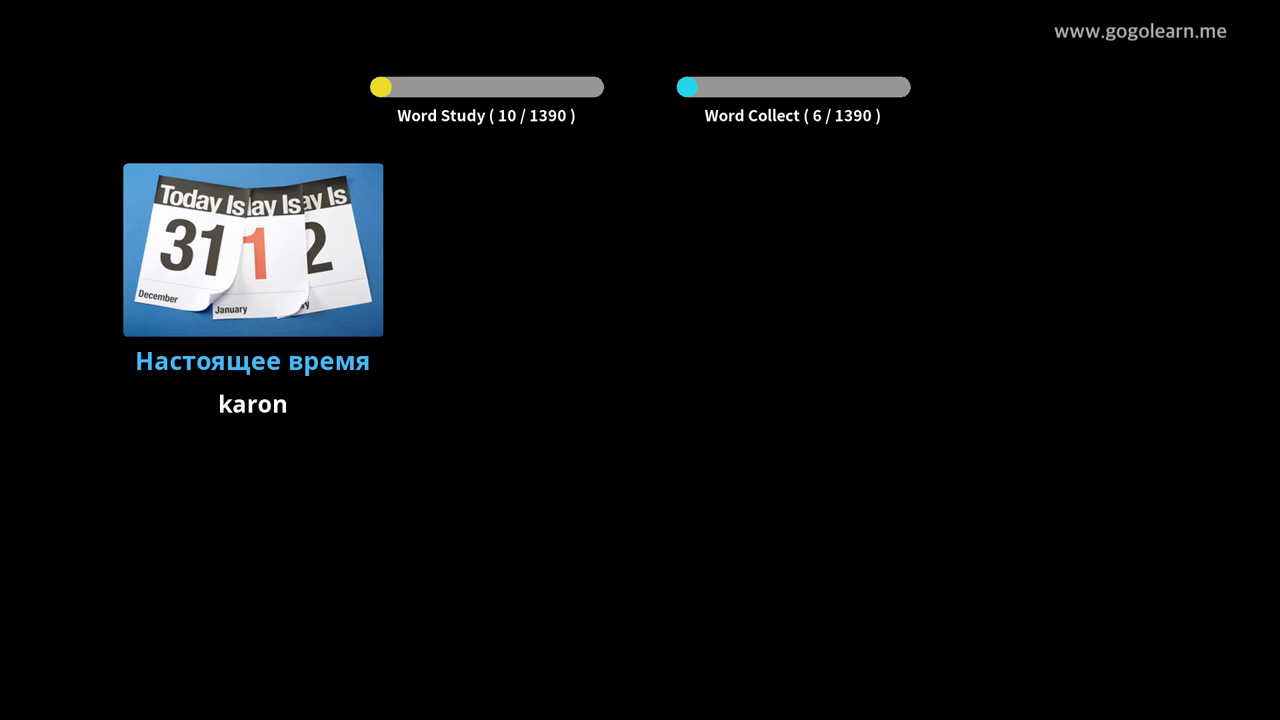 www.gogolearn.me
Word Study ( 10 / 1390 )
Word Collect ( 6 / 1390 )
Today Is
ay Is
ay Is
31
1
2
December
January
ry
Настоящее время
karon